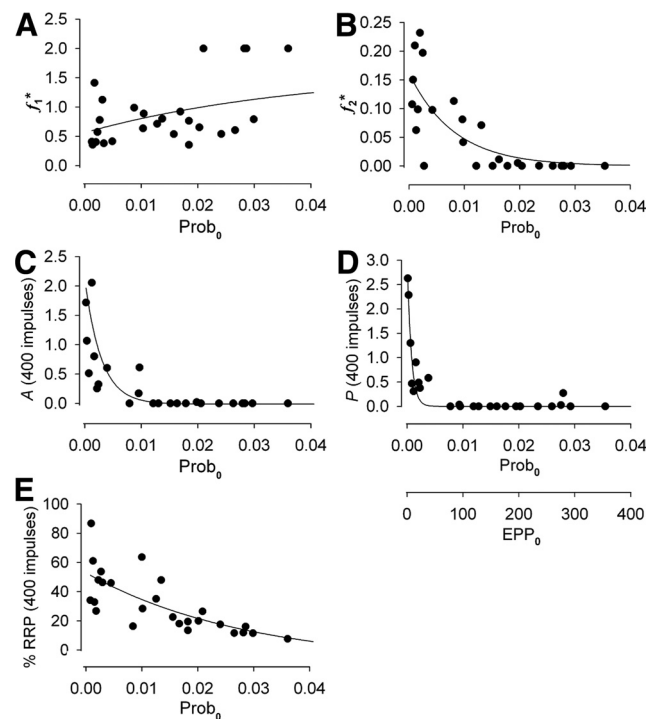 A
2.5
2.0
1.5
1.0
0.5
0.0
f1*
0.00 0.01 0.02 0.03 0.04
Prob0
B
0.25
0.20
0.15
0.10
0.05
0.00
f2*
0.00 0.01 0.02 0.03 0.04
Prob0
C
2.5
2.0
1.5
1.0
0.5
0.0
A (400 impulses)
0.00 0.01 0.02 0.03 0.04
Prob0
D
3.0
2.5
2.0
1.5
1.0
0.5
0.0
P (400 impulses)
0.00 0.01 0.02 0.03 0.04
Prob0
0 100 200 300 400
EPP0
E
100
80
60
40
20
0
% RRP (400 impulses)
0.00 0.01 0.02 0.03 0.04
Prob0